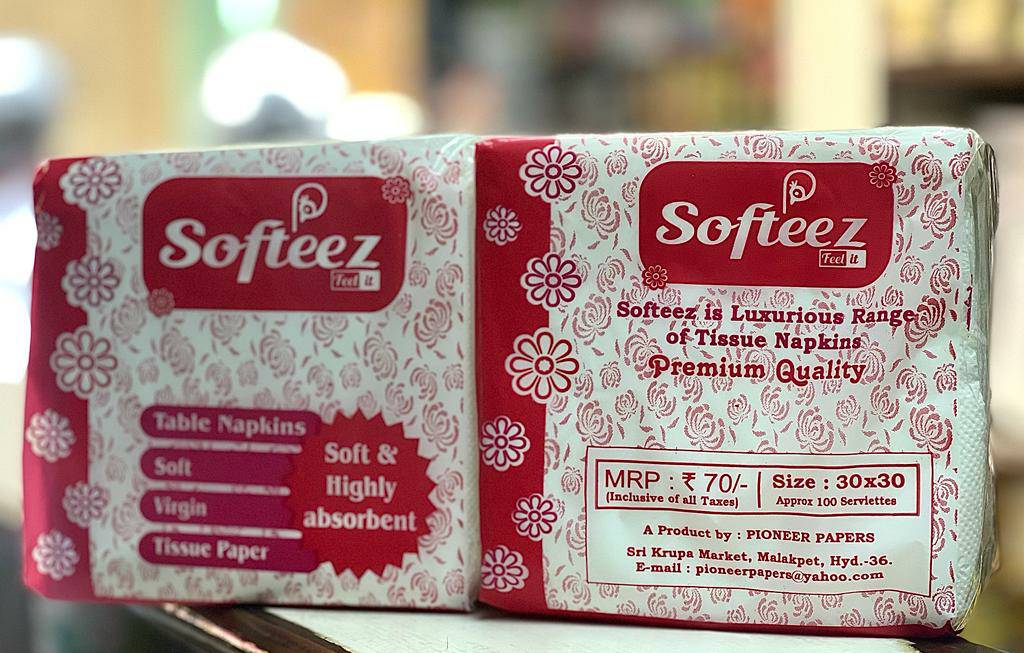 Softeez
Feel it
Table Napkins
Soft
Virgin
Tissue Paper
Soft &
Highly
absorbent
Softeez
Feel it
Softeez is Luxurious Range
of Tissue Napkins
Premium Quality
MRP : ₹ 70/-
(Inclusive of all Taxes)
Size : 30x30
Approx 100 Serviettes
A Product by : PIONEER PAPERS
Sri Krupa Market, Malakpet, Hyd.-36.
E-mail : pioneerpapers@yahoo.com